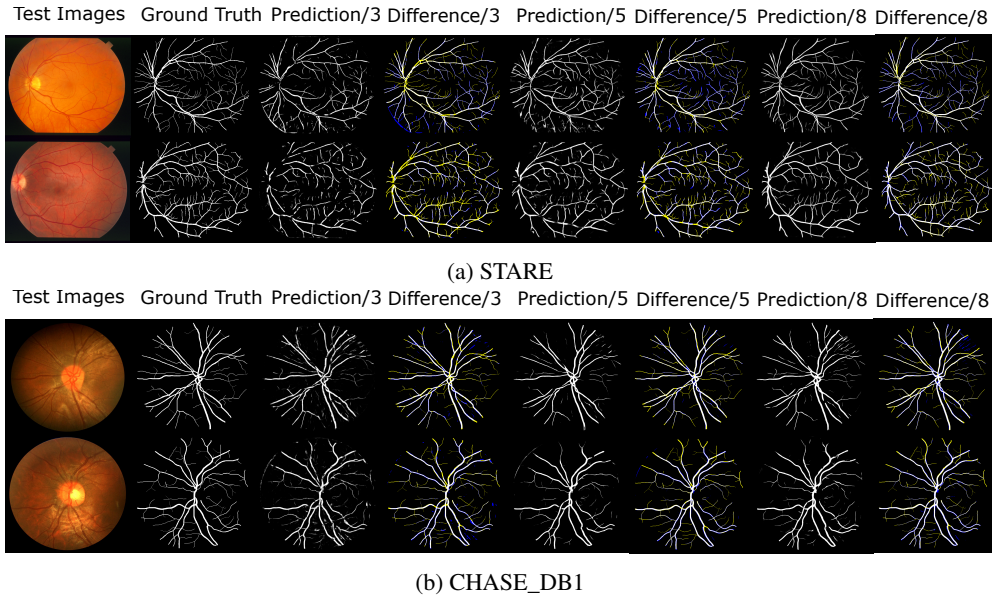 Test Images Ground Truth Prediction/3 Difference/3 Prediction/5 Difference/5 Prediction/8 Difference/8
(a) STARE
Test Images Ground Truth Prediction/3 Difference/3 Prediction/5 Difference/5 Prediction/8 Difference/8
(b) CHASE_DB1